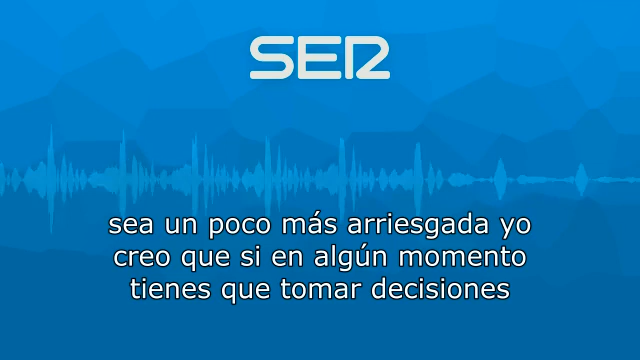 SER
sea un poco más arriesgada yo
creo que si en algún momento
tienes que tomar decisiones